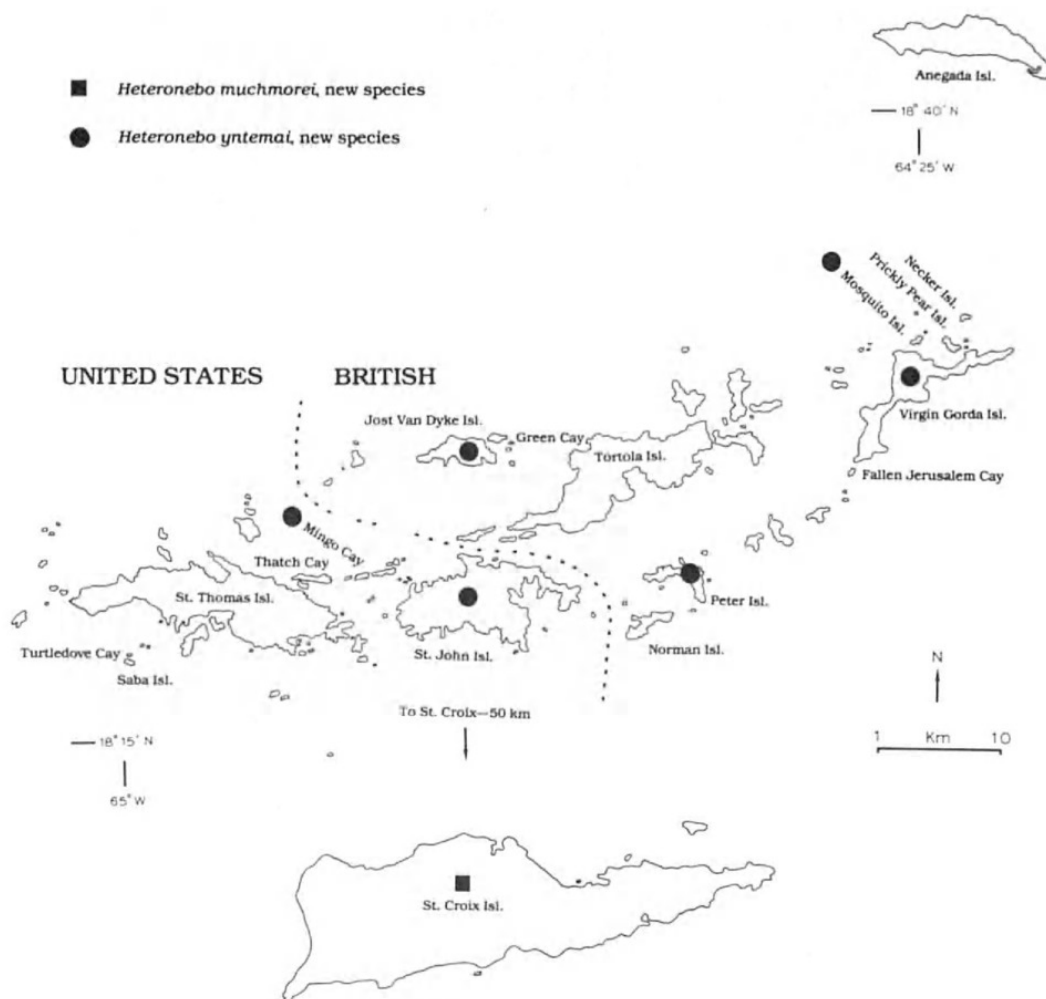 Anegada Isl.
18° 40' N
64° 25' W
Heteronebo muchmorei, new species
Heteronebo yntemai, new species
Necker Isl.
Prickly Pear Isl.
Mosquito Isl.
UNITED STATES BRITISH
Virgin Gorda Isl.
Jost Van Dyke Isl.
Green Cay
Tortola Isl.
Fallen Jerusalem Cay
Mingo Cay
Thatch Cay
St. Thomas Isl.
Peter Isl.
Turtledove Cay
St. John Isl.
Norman Isl.
Saba Isl.
N
To St. Croix—50 km
18° 15' N
65° W
1 Km 10
St. Croix Isl.